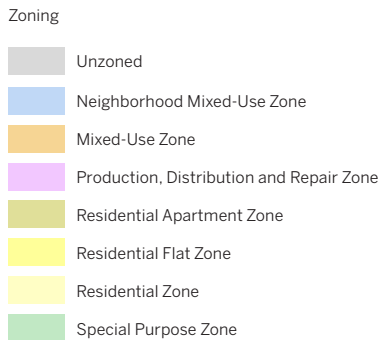 Zoning
Unzoned
Neighborhood Mixed-Use Zone
Mixed-Use Zone
Production, Distribution and Repair Zone
Residential Apartment Zone
Residential Flat Zone
Residential Zone
Special Purpose Zone